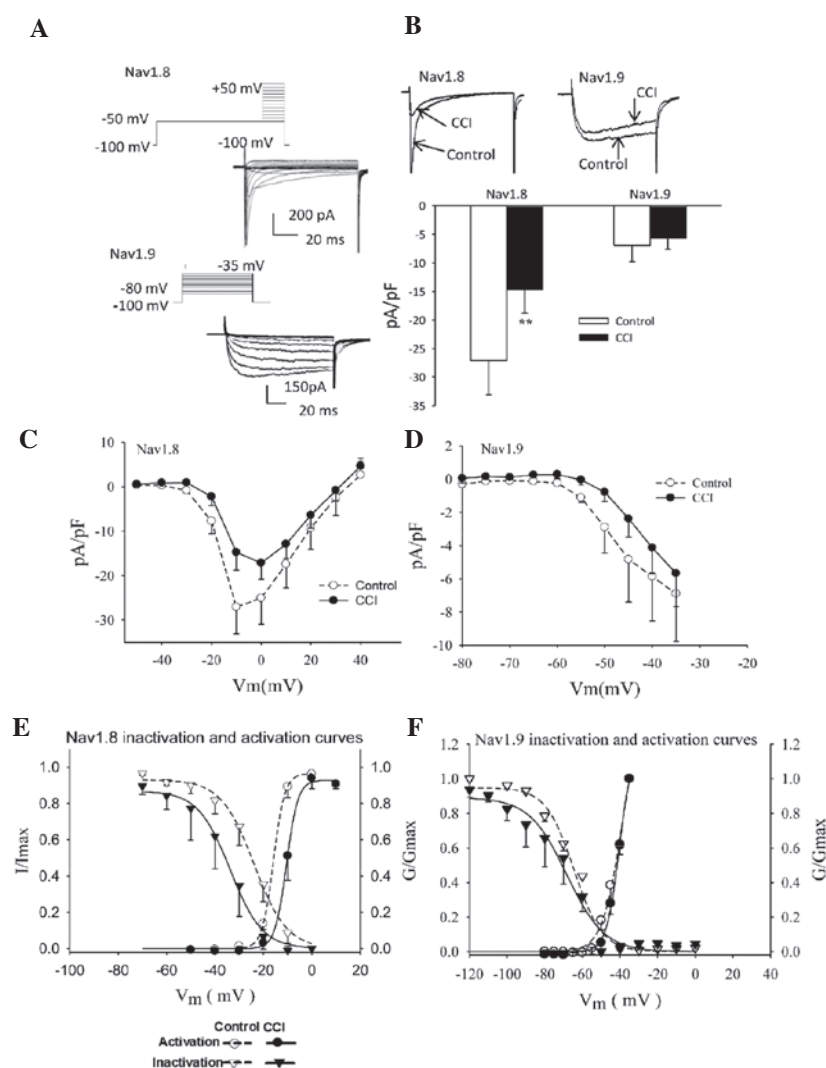 A
Nav1.8
+50 mV
-50 mV
-100 mV
-100 mV
200 pA
20 ms
Nav1.9
-35 mV
-80 mV
-100 mV
150pA
20 ms
B
Nav1.8
CCI
Control
Nav1.9
CCI
Control
Nav1.8
Nav1.9
0
-5
-10
-15
-20
-25
-30
-35
pA/pF
**
Control
CCI
C
Nav1.8
10
0
-10
-20
-30
pA/pF
Control
CCI
-40
-20
0
20
40
Vm(mV)
D
Nav1.9
2
0
-2
-4
-6
-8
-10
pA/pF
Control
CCI
-80
-70
-60
-50
-40
-30
-20
Vm(mV)
E
Nav1.8 inactivation and activation curves
1.0
0.8
0.6
0.4
0.2
0.0
I/Imax
1.0
0.8
0.6
0.4
0.2
0.0
G/Gmax
-100
-80
-60
-40
-20
0
20
Vm ( mV)
F
Nav1.9 inactivation and activation curves
1.2
1.0
0.8
0.6
0.4
0.2
0.0
1.2
1.0
0.8
0.6
0.4
0.2
0.0
G/Gmax
-120
-100
-80
-60
-40
-20
0
20
40
Vm ( mV)
Control CCI
Activation
Inactivation